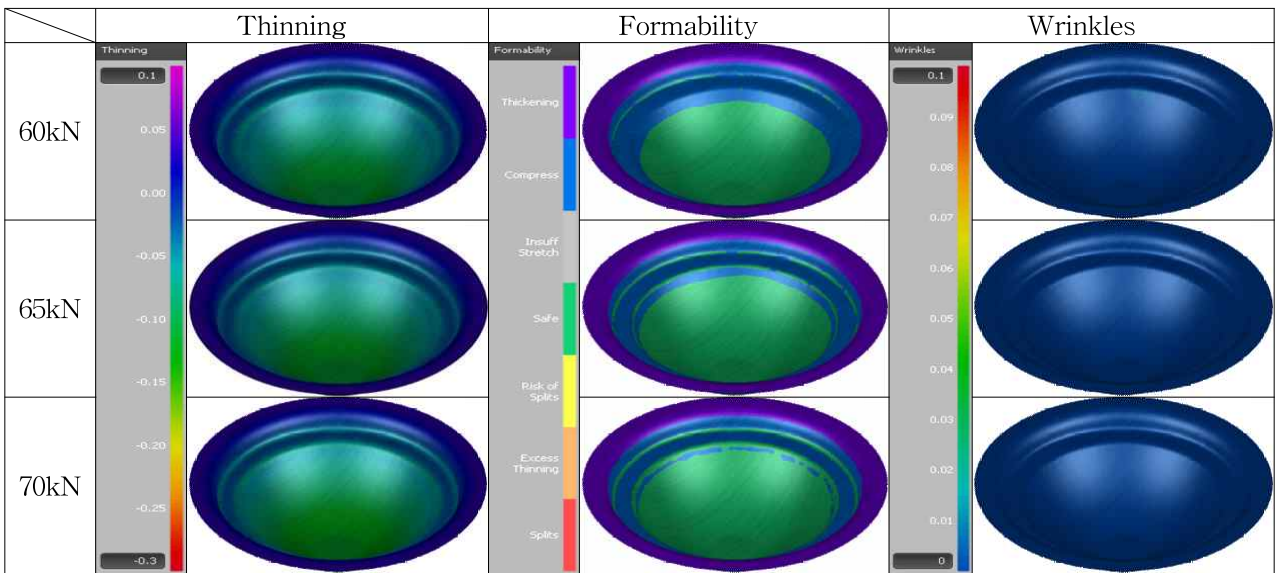 Thinning
Formability
Wrinkles
60kN
65kN
70kN
Thinning
0.1
0.05
0.00
-0.05
-0.10
-0.15
-0.20
-0.25
-0.3
Formability
Thickening
Compress
Insuff
Stretch
Safe
Risk of
Splits
Excess
Thinning
Splits
Wrinkles
0.1
0.09
0.08
0.07
0.06
0.05
0.04
0.03
0.02
0.01
0